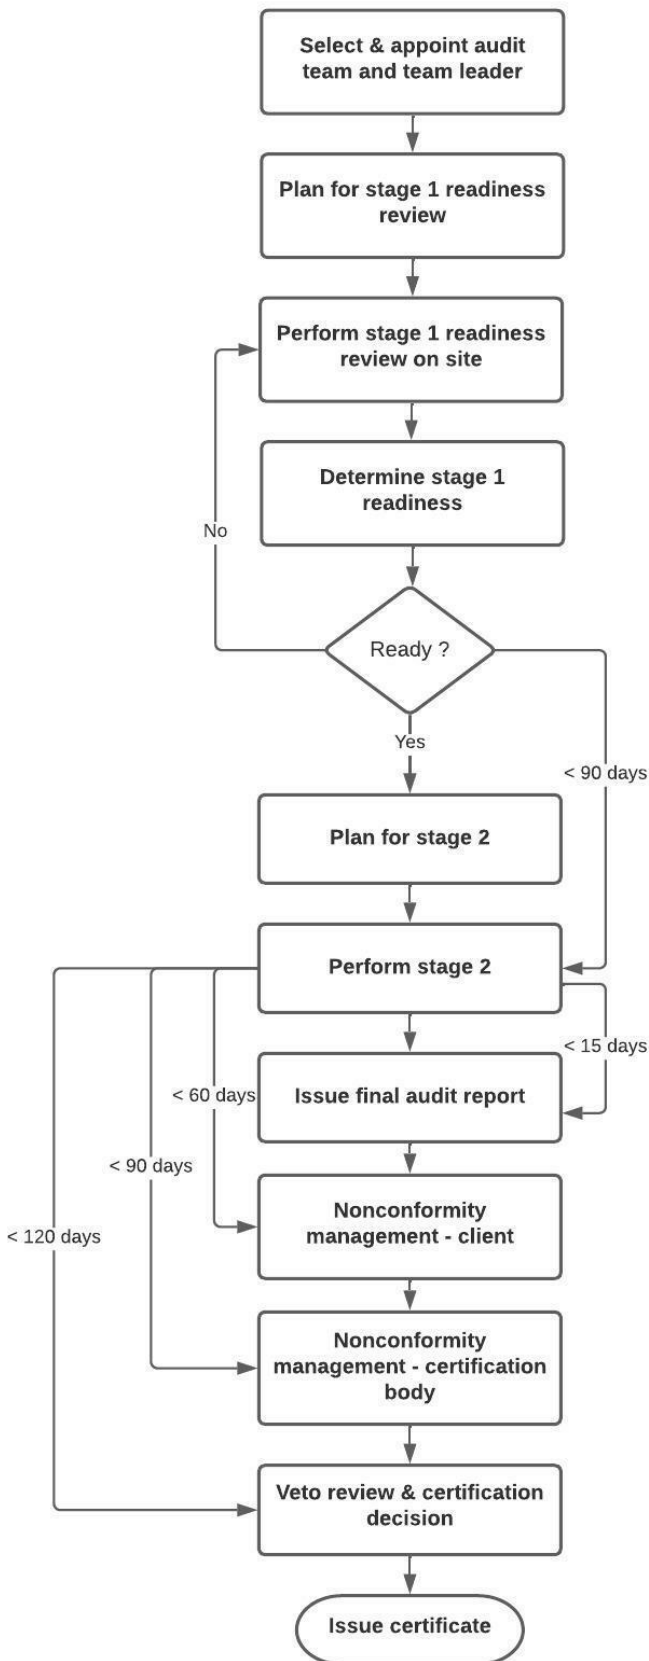 Select & appoint audit
team and team leader
Plan for stage 1 readiness
review
Perform stage 1 readiness
review on site
Determine stage 1
readiness
No
Ready ?
Yes
< 90 days
Plan for stage 2
Perform stage 2
< 15 days
< 60 days
Issue final audit report
< 90 days
Nonconformity
management - client
< 120 days
Nonconformity
management - certification
body
Veto review & certification
decision
Issue certificate